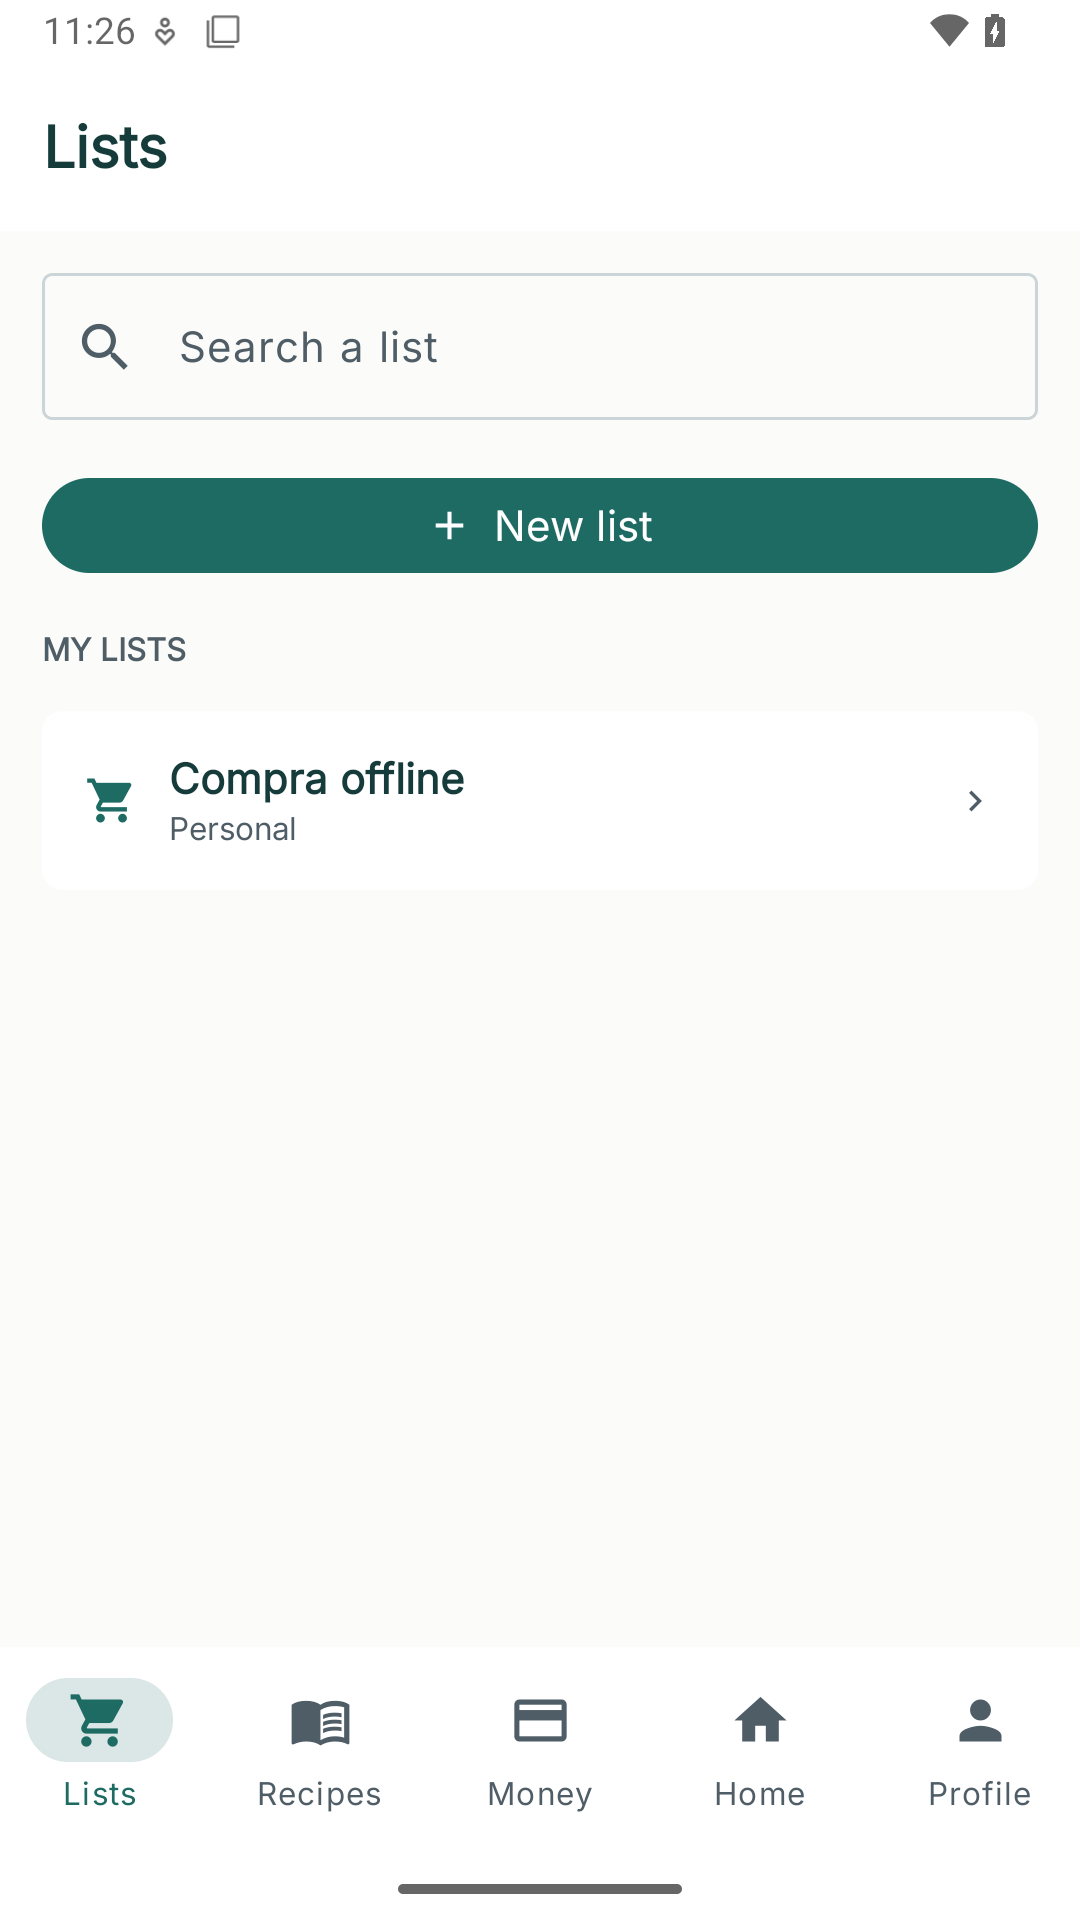 11:26
Lists
Search a list
New list
MY LISTS
Compra offline
Personal
Lists
Recipes
Money
Home
Profile